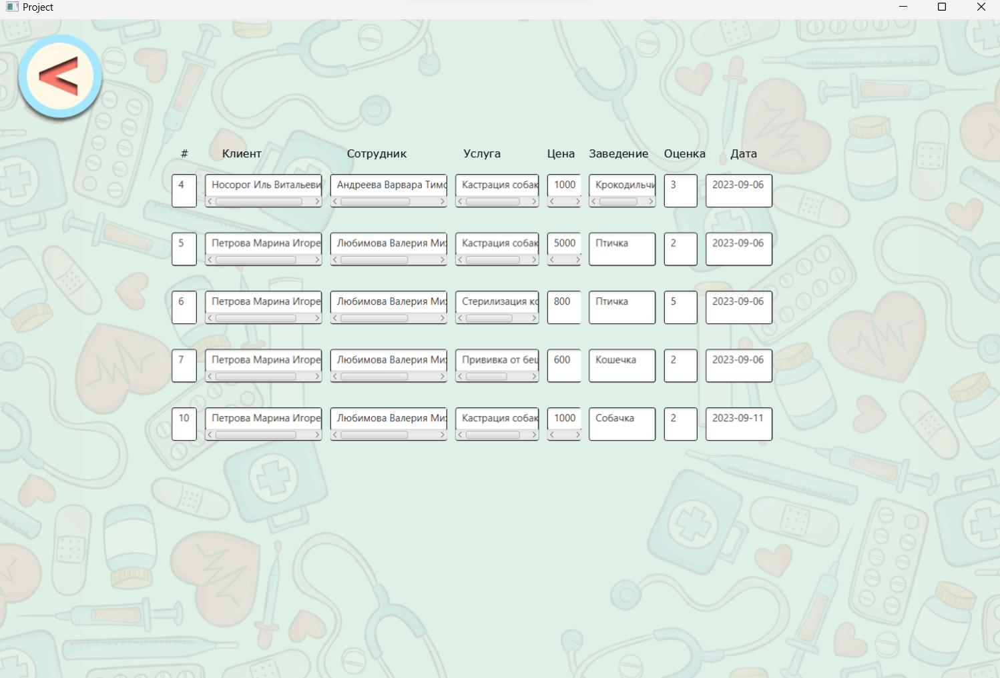 Project
# Клиент Сотрудник Услуга Цена Заведение Оценка Дата
4 Носорог Иль Витальеви Андреева Варвара Тимо Кастрация собак 1000 Крокодильчи 3 2023-09-06
5 Петрова Марина Игоре Любимова Валерия Ми Кастрация собак 5000 Птичка 2 2023-09-06
6 Петрова Марина Игоре Любимова Валерия Ми Стерилизация ко 800 Птичка 5 2023-09-06
7 Петрова Марина Игоре Любимова Валерия Ми Прививка от беш 600 Кошечка 2 2023-09-06
10 Петрова Марина Игоре Любимова Валерия Ми Кастрация собак 1000 Собачка 2 2023-09-11